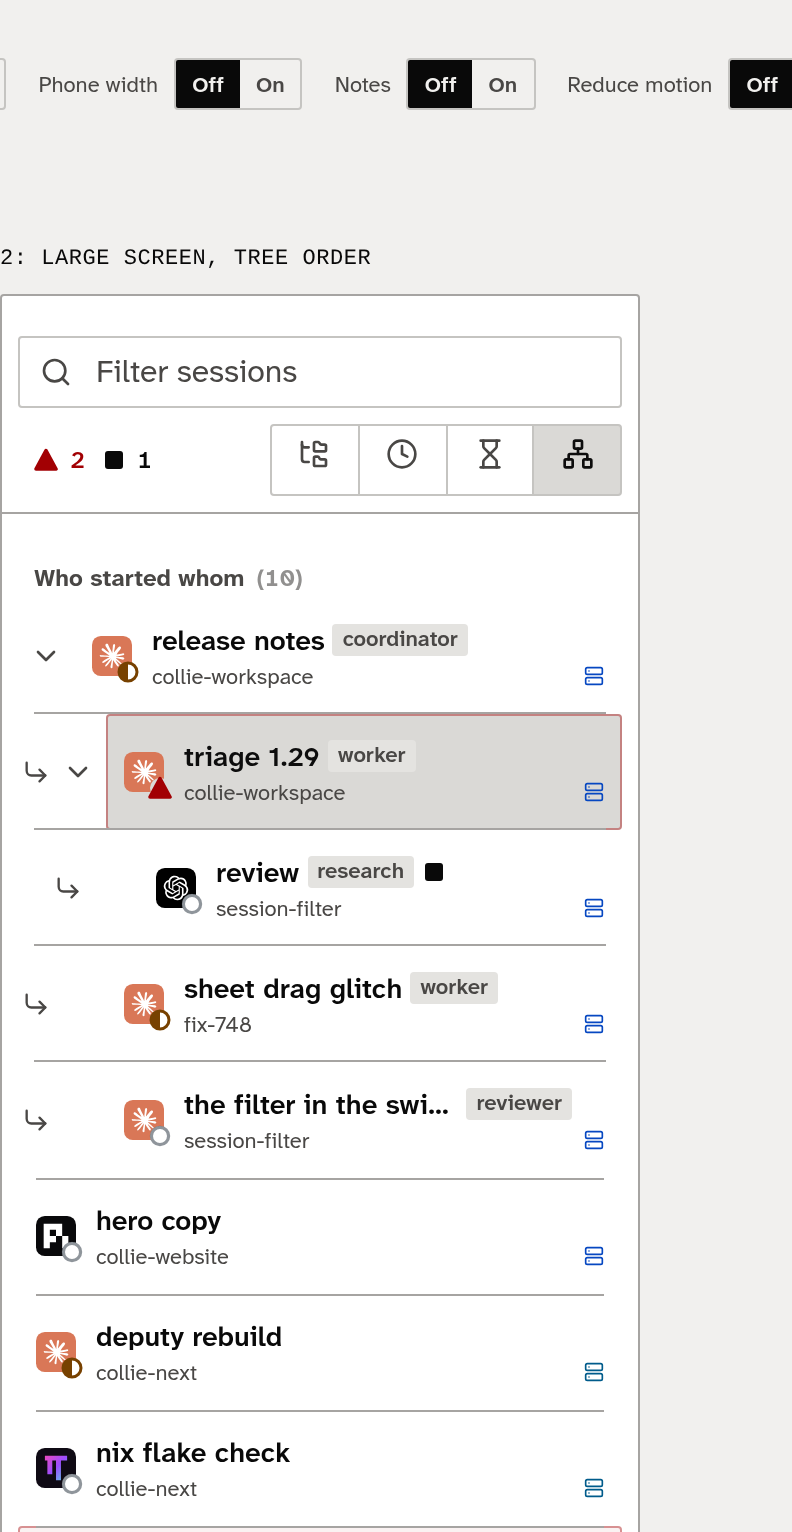 Phone width Off On Notes Off On Reduce motion Off
2: LARGE SCREEN, TREE ORDER
Filter sessions
2 1
Who started whom (10)
release notes coordinator
collie-workspace
triage 1.29 worker
collie-workspace
review research
session-filter
sheet drag glitch worker
fix-748
the filter in the swi... reviewer
session-filter
hero copy
collie-website
deputy rebuild
collie-next
nix flake check
collie-next